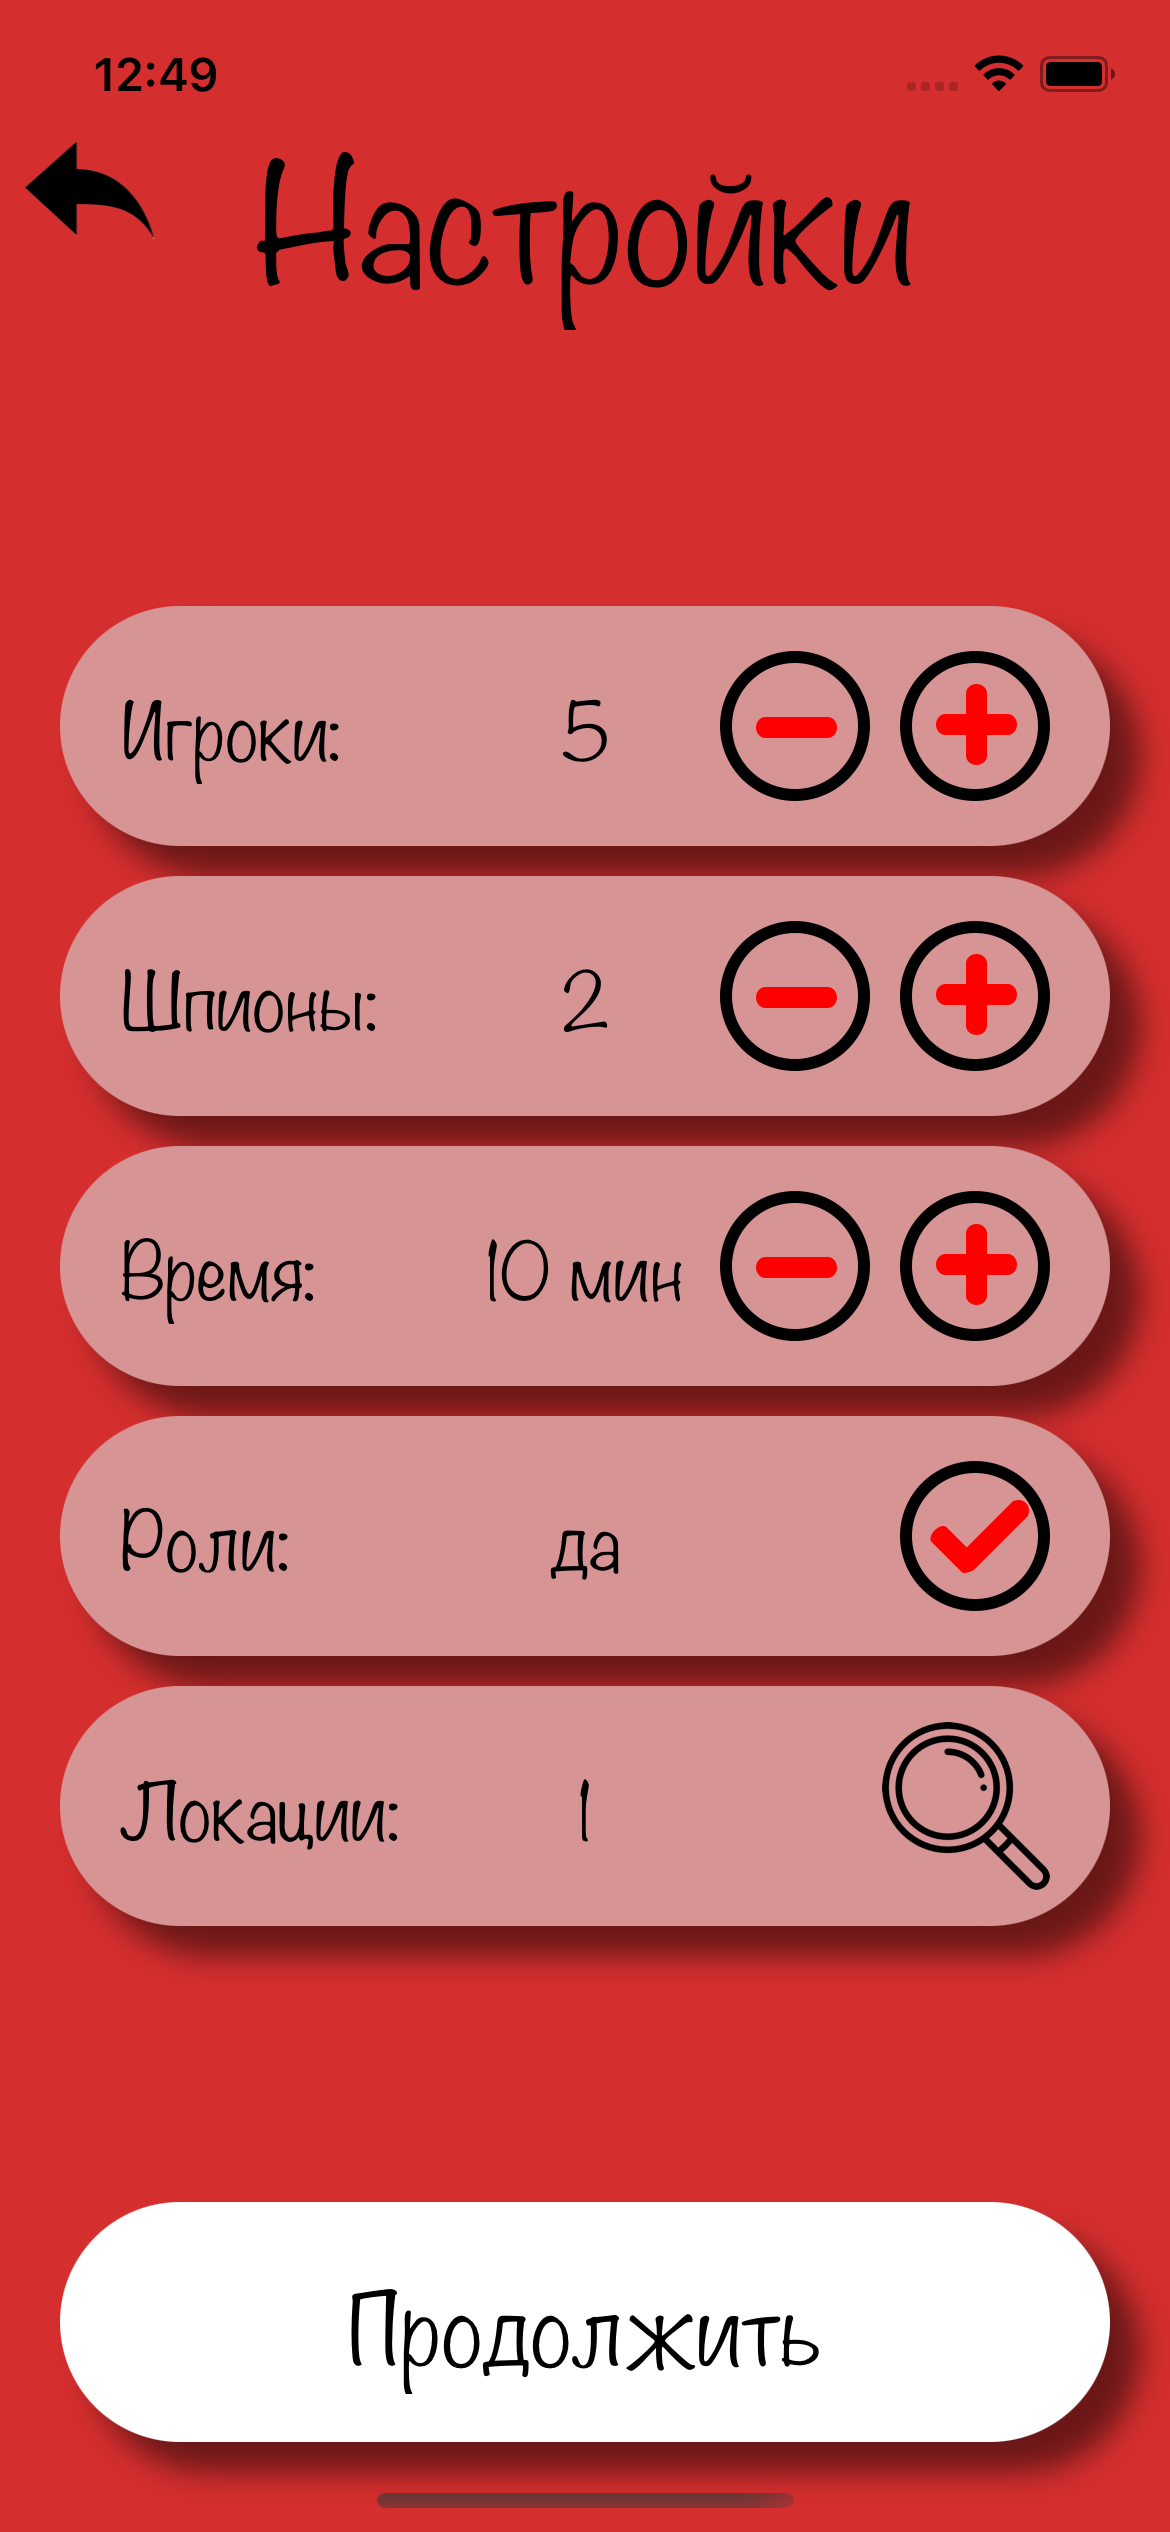 12:49
Настройки
Игроки: 5
Шпионы: 2
Время: 10 мин
Роли: да
Локации: 1
Продолжить